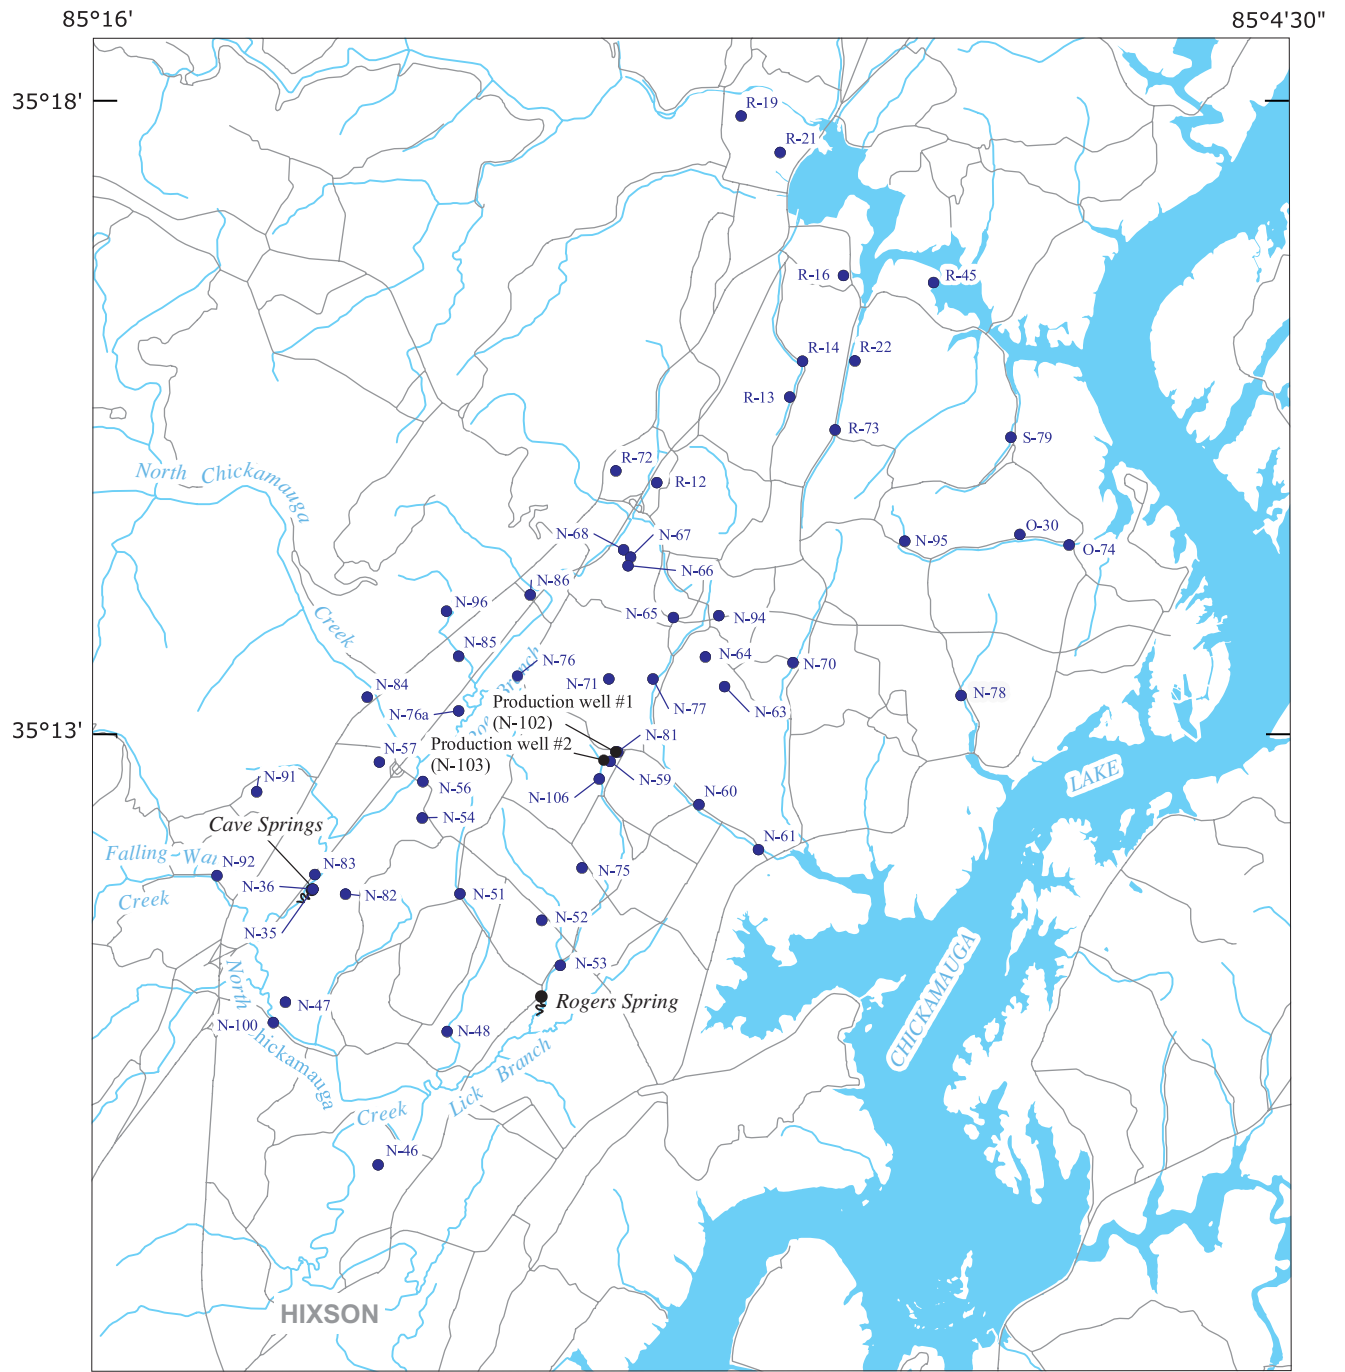 85°16'
85°4'30"
35°18'
R-19
R-21
R-16
R-45
R-14
R-22
R-13
R-73
S-79
North Chickamauga
R-72
R-12
N-68
N-67
O-30
N-95
O-74
N-66
N-86
N-96
Creek
N-65
N-94
N-85
N-76
Branch
N-64
N-70
N-84
N-71
N-78
Production well #1
(N-102)
N-77
N-63
N-76a
35°13'
N-81
Production well #2
(N-103)
N-57
LAKE
N-91
N-56
N-59
N-106
N-60
N-54
Cave Springs
N-61
Falling-Wa
N-92
N-83
N-75
N-36
N-82
N-51
Creek
N-52
N-35
N-53
CHICKAMAUGA
North
Rogers Spring
N-47
N-100
N-48
hickamauga
Lick Branch
Creek
N-46
HIXSON